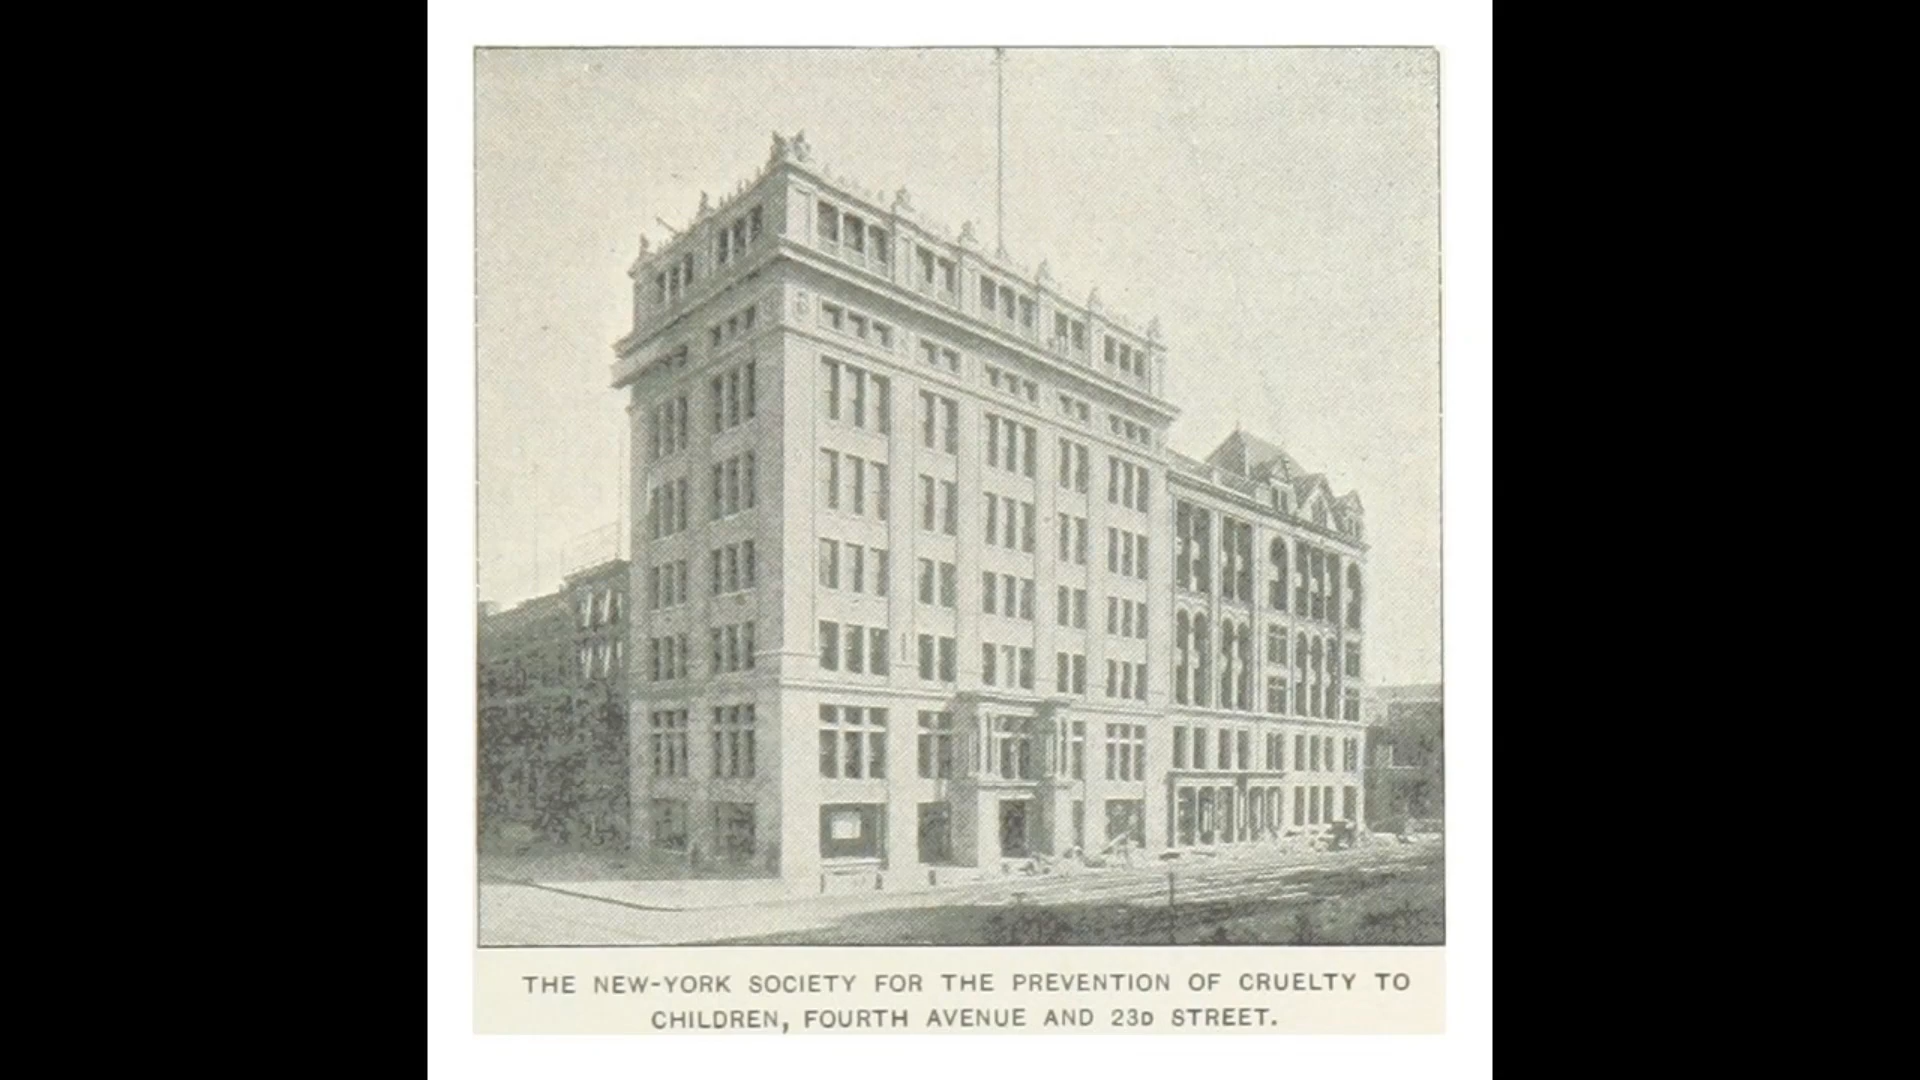 THE NEW-YORK SOCIETY FOR THE PREVENTION OF CRUELTY TO
CHILDREN, FOURTH AVENUE AND 23D STREET.